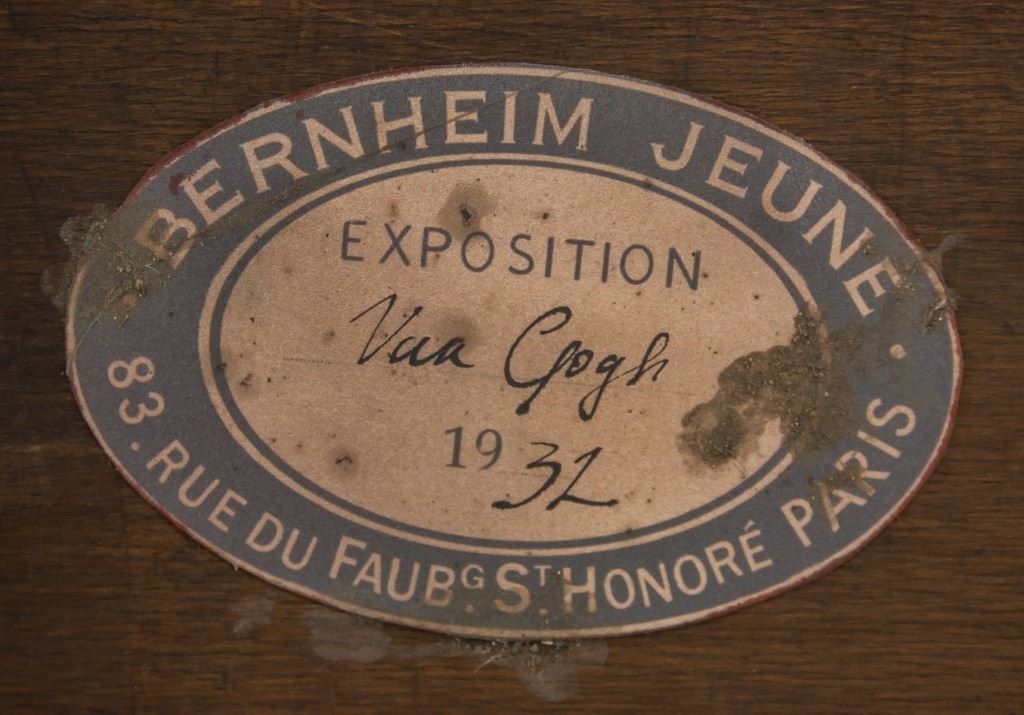 BERNHEIM JEUNE.
EXPOSITION
Van Gogh
1932
83. RUE DU FAUBG. ST. HONORÉ PARIS